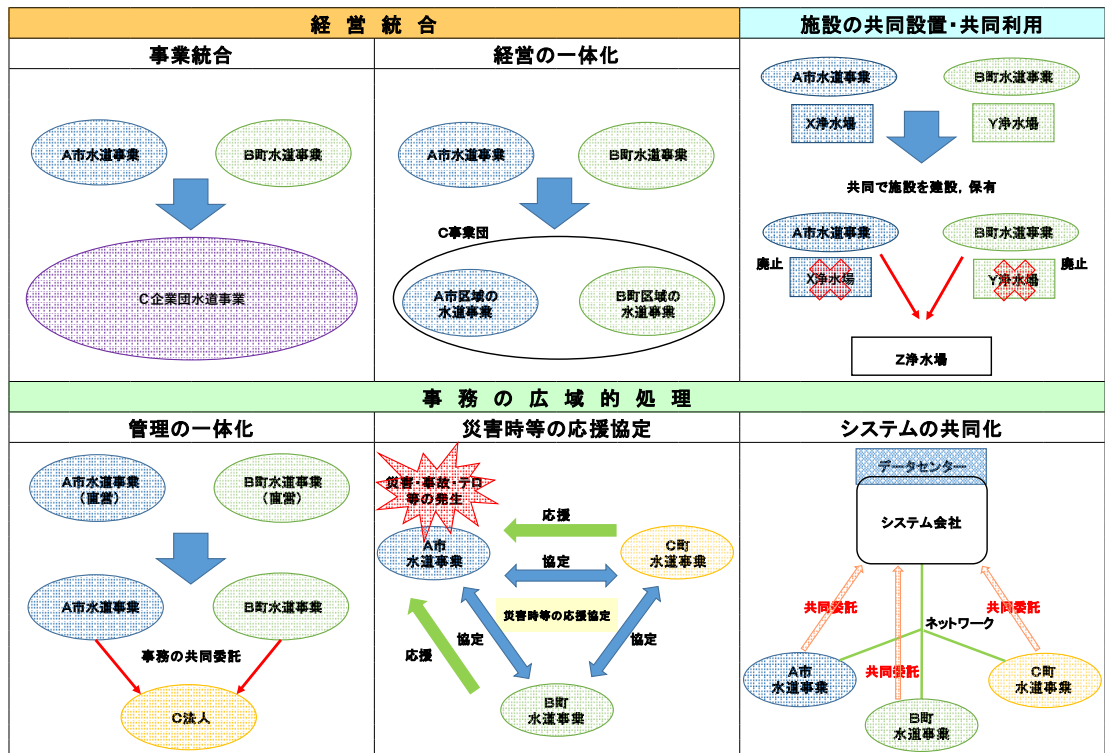 経営統合
施設の共同設置・共同利用
事業統合
経営の一体化
A市水道事業
B町水道事業
C企業団水道事業
A市水道事業
B町水道事業
C事業団
A市区域の
水道事業
B町区域の
水道事業
A市水道事業
B町水道事業
X浄水場
Y浄水場
共同で施設を建設，保有
A市水道事業
B町水道事業
廃止
X浄水場
Y浄水場
廃止
Z浄水場
事務の広域的処理
管理の一体化
災害時等の応援協定
システムの共同化
A市水道事業
（直営）
B町水道事業
（直営）
A市水道事業
B町水道事業
事務の共同委託
C法人
災害・事故・テロ
等の発生
A市
水道事業
応援
C町
水道事業
協定
災害時等の応援協定
協定
協定
応援
B町
水道事業
データセンター
システム会社
共同委託
共同委託
ネットワーク
共同委託
A市
水道事業
C町
水道事業
B町
水道事業